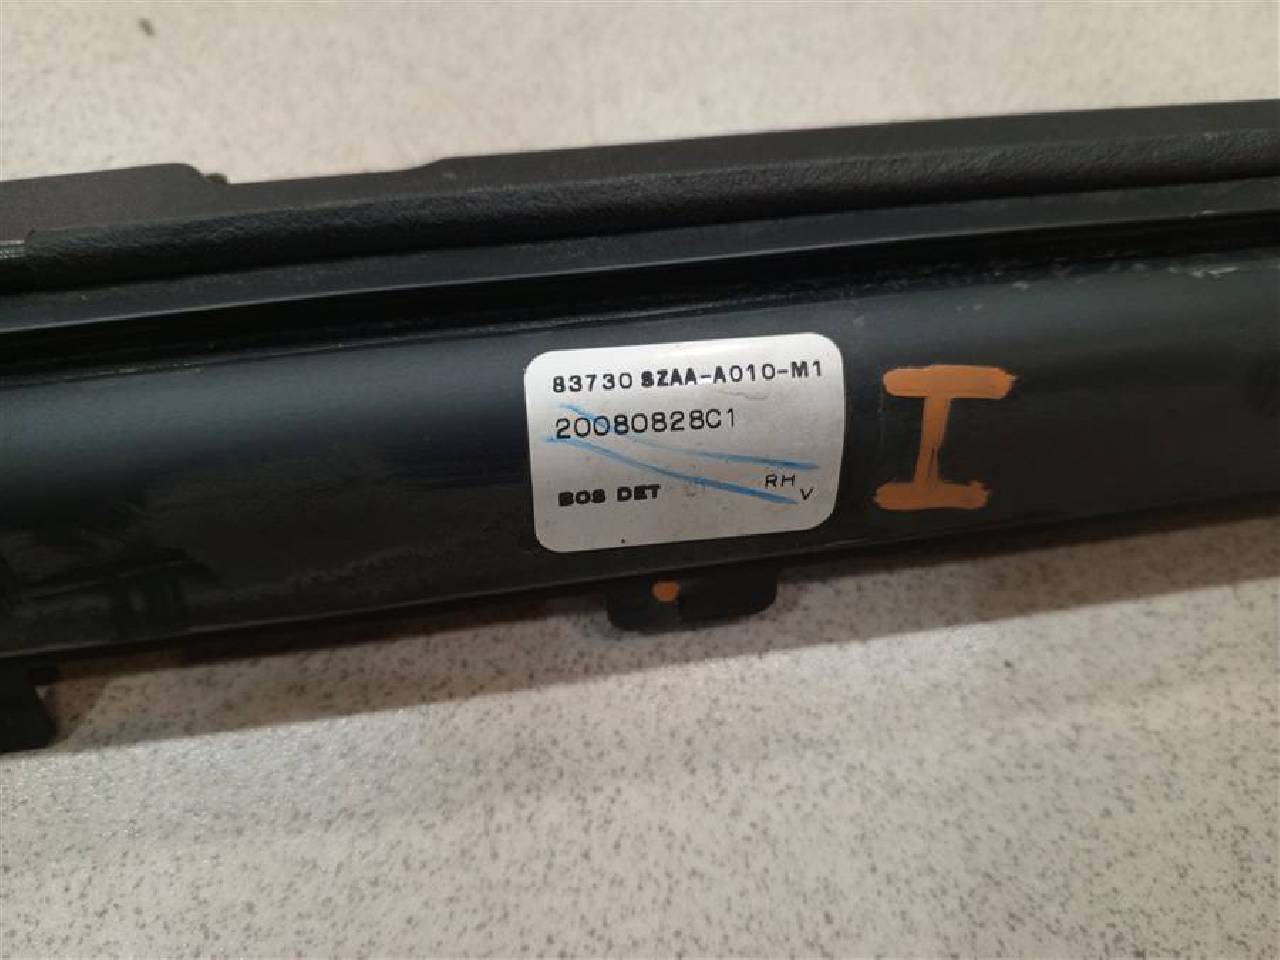 83730 SZAA-A010-M1
20080828C1
BOS DET RH
V
I